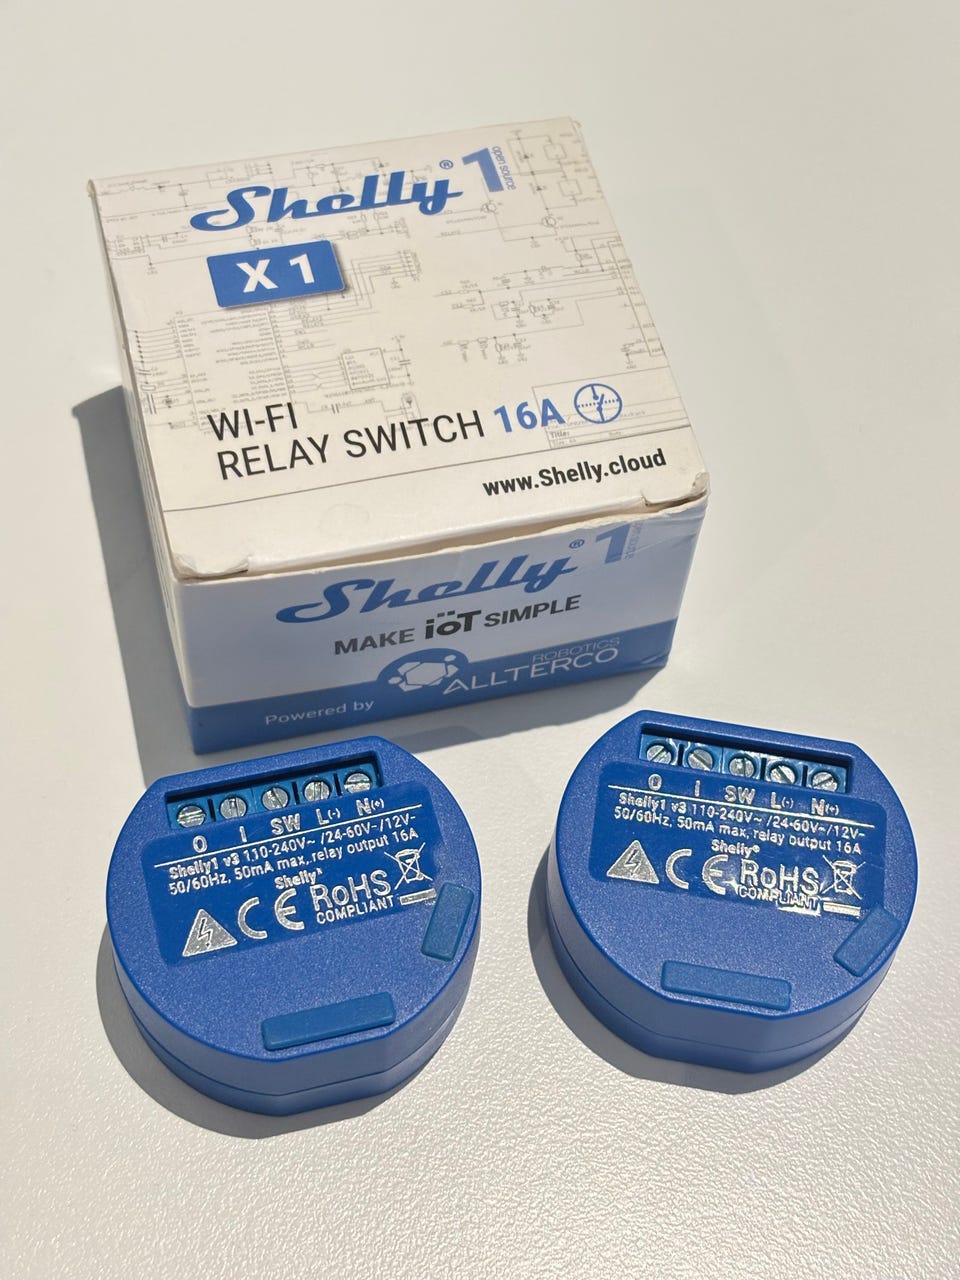 Shelly® 1 open source
X 1
WI-FI
RELAY SWITCH 16A
Title:
www.Shelly.cloud
Shelly® 1
MAKE iöT SIMPLE
ROBOTICS
ALLTERCO
Powered by
O I SW L(-) N(+)
Shelly1 v3 110-240V~ /24-60V⎓/12V⎓
50/60Hz, 50mA max, relay output 16A
Shelly®
CE RoHS
COMPLIANT
O I SW L(-) N(+)
Shelly1 v3 110-240V~ /24-60V⎓/12V⎓
50/60Hz, 50mA max, relay output 16A
Shelly®
CE RoHS
COMPLIANT